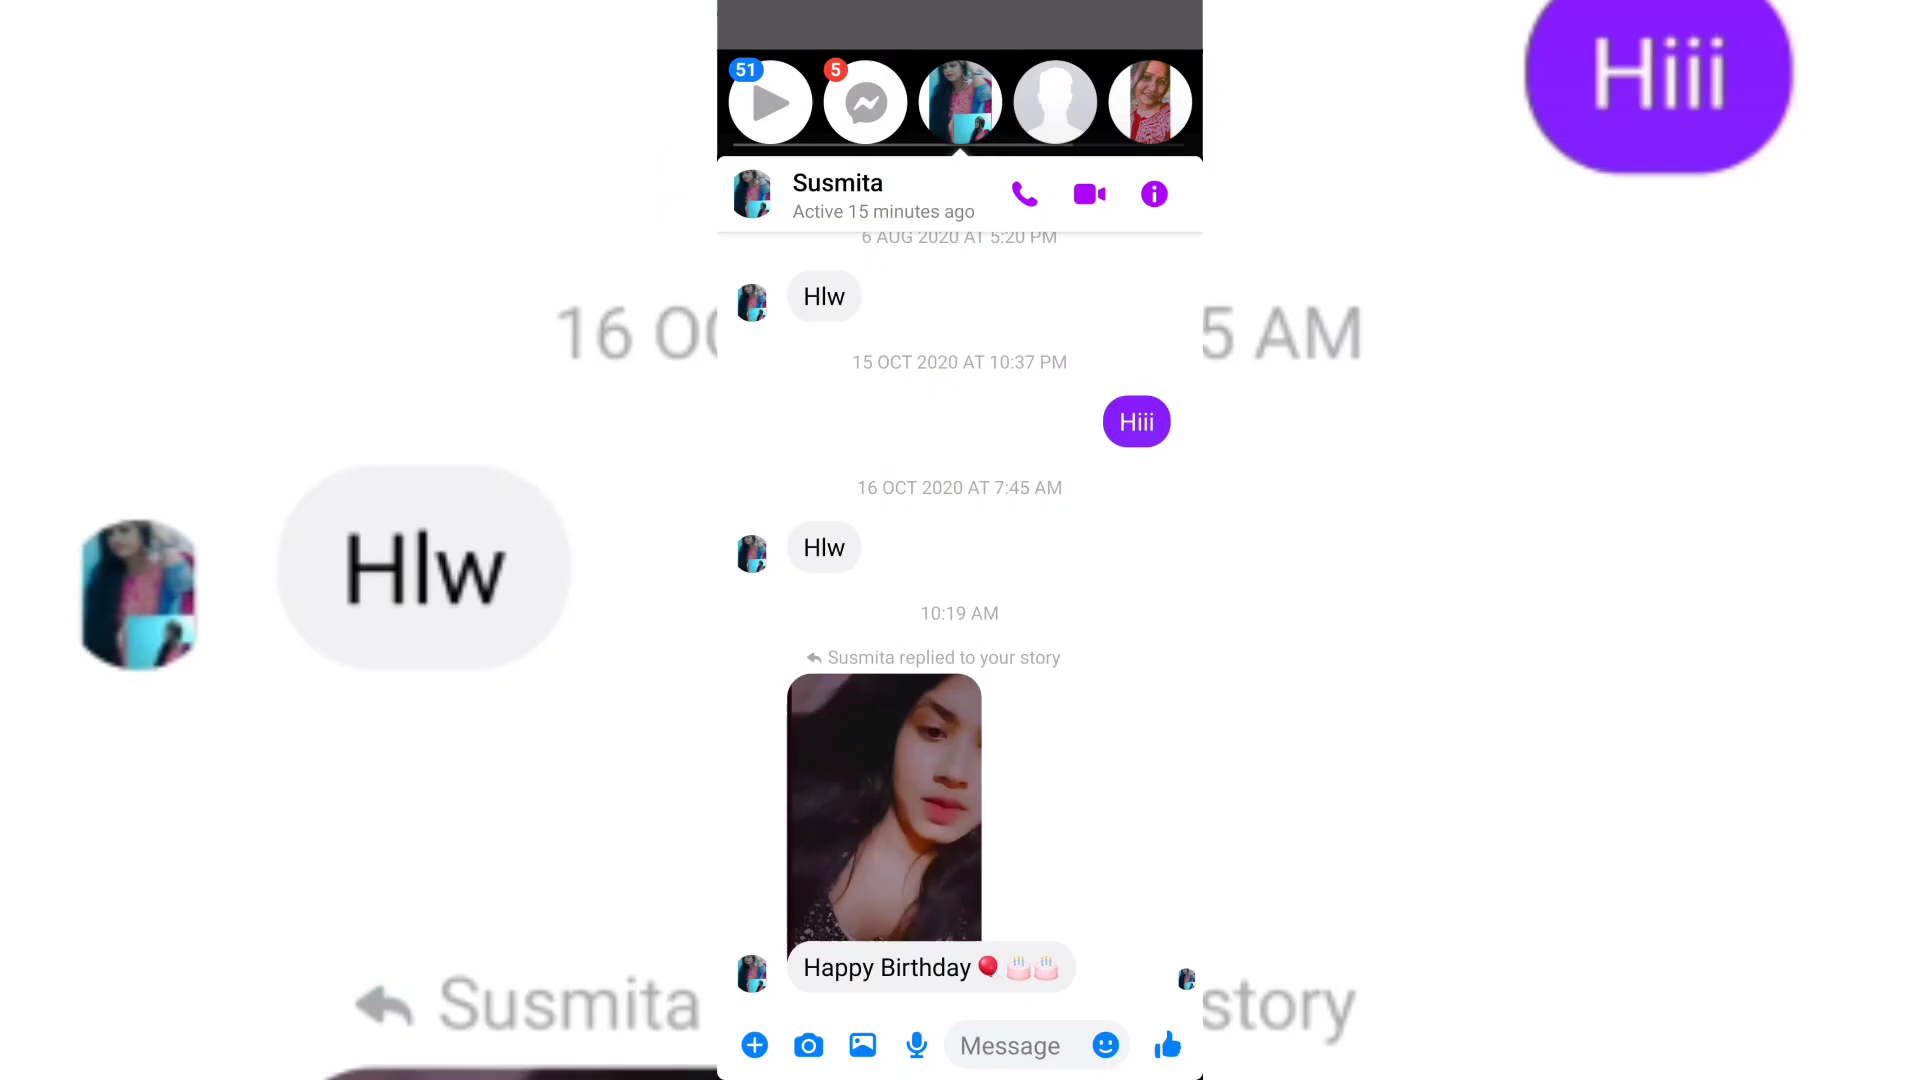 51
5
Susmita
Active 15 minutes ago
6 AUG 2020 AT 5:20 PM
Hlw
15 OCT 2020 AT 10:37 PM
Hiii
16 OCT 2020 AT 7:45 AM
Hlw
10:19 AM
Susmita replied to your story
Happy Birthday 🎈🎂🎂
Message
Hiii
16 OC
5 AM
Hlw
Susmita
story